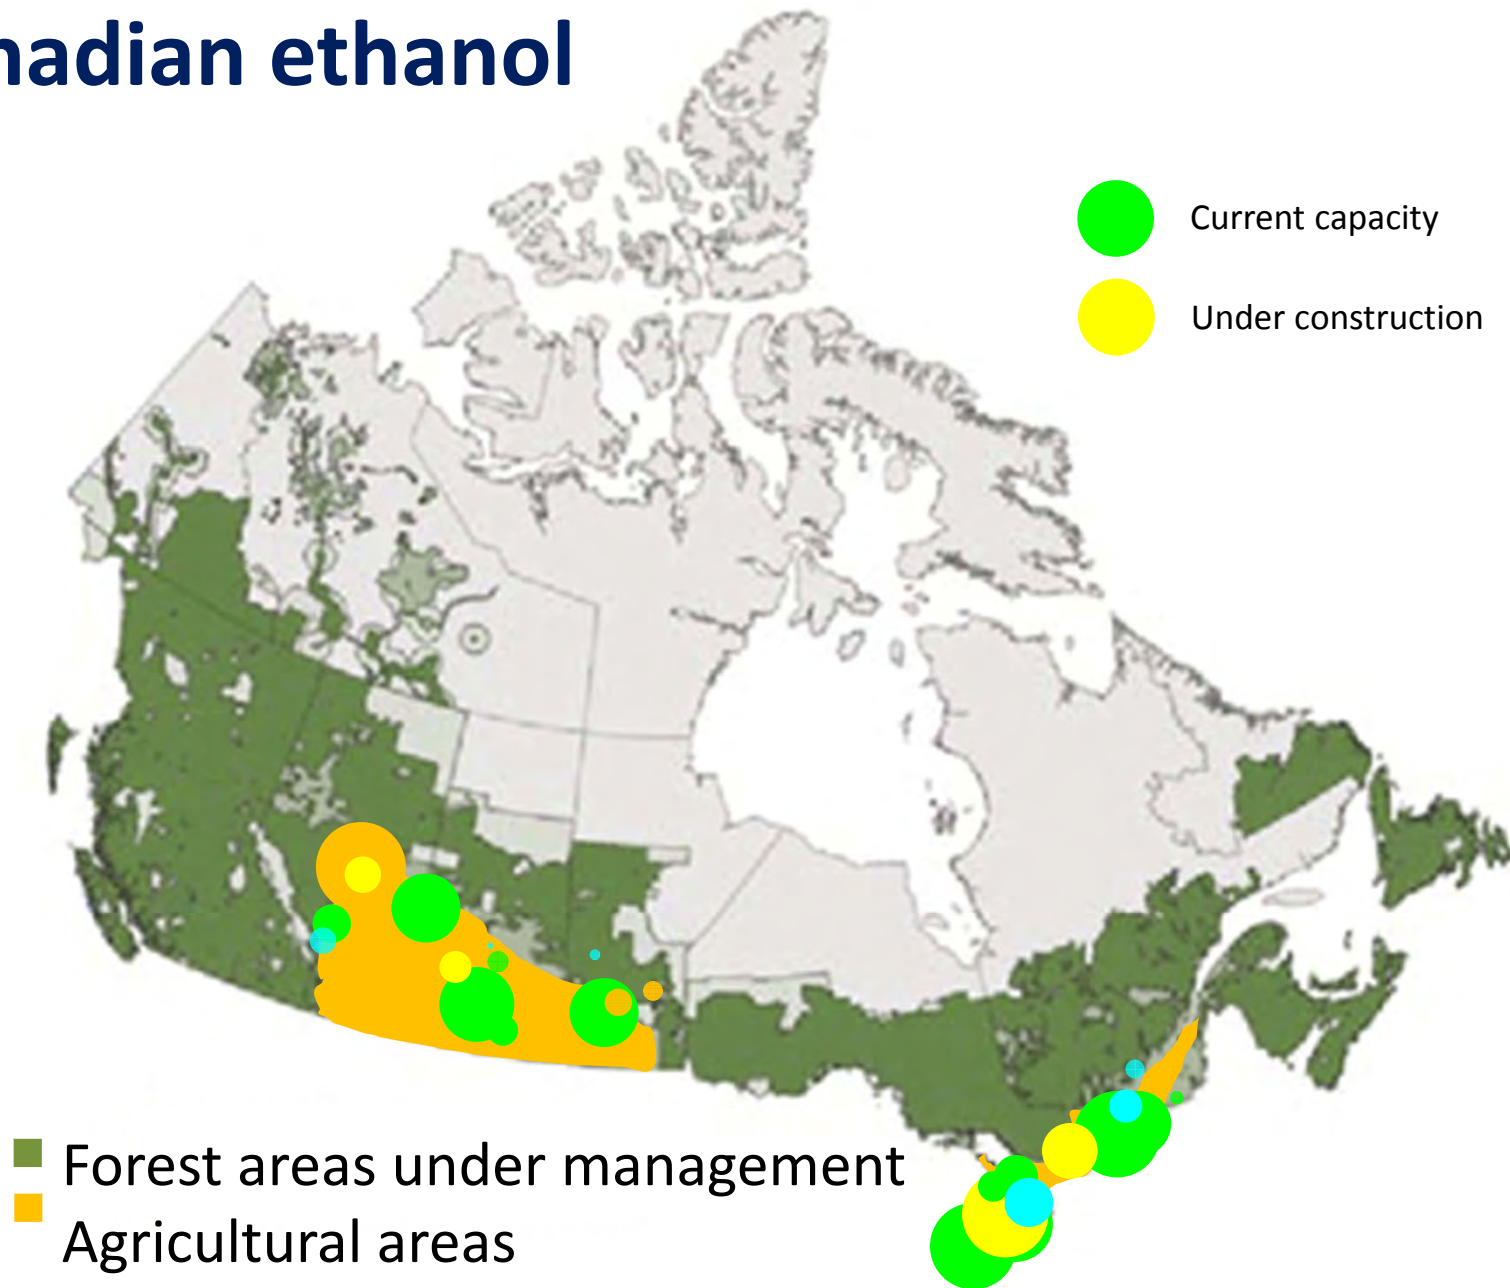 nadian ethanol
Current capacity
Under construction
Forest areas under management
Agricultural areas